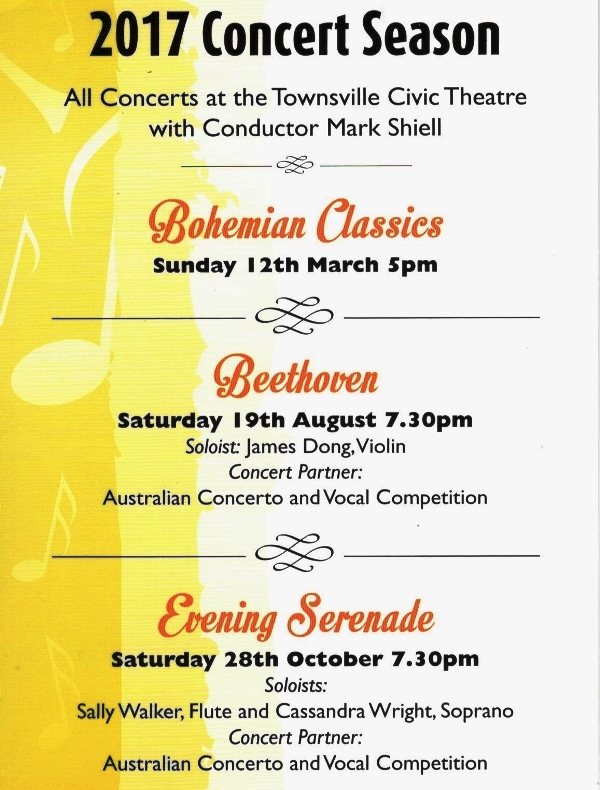 2017 Concert Season
All Concerts at the Townsville Civic Theatre
with Conductor Mark Shiell
Bohemian Classics
Sunday 12th March 5pm
Beethoven
Saturday 19th August 7.30pm
Soloist: James Dong, Violin
Concert Partner:
Australian Concerto and Vocal Competition
Evening Serenade
Saturday 28th October 7.30pm
Soloists:
Sally Walker, Flute and Cassandra Wright, Soprano
Concert Partner:
Australian Concerto and Vocal Competition